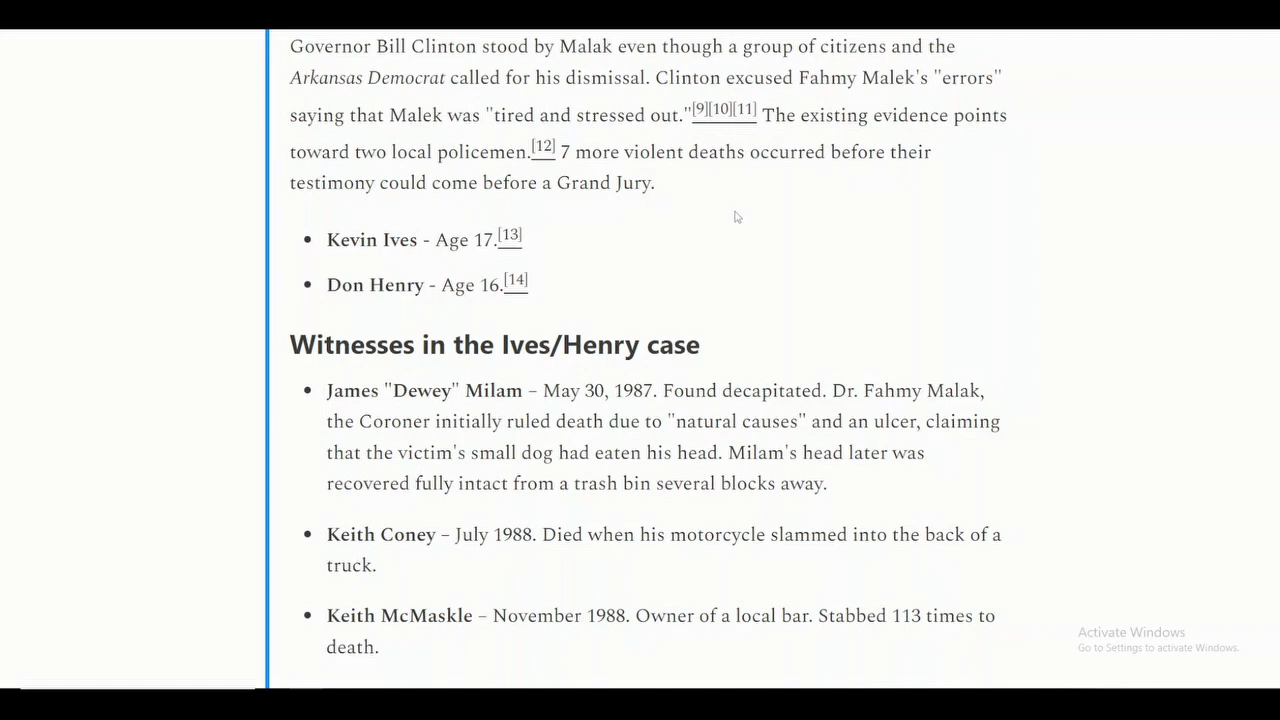 Governor Bill Clinton stood by Malak even though a group of citizens and the
Arkansas Democrat called for his dismissal. Clinton excused Fahmy Malek's "errors"
saying that Malek was "tired and stressed out."[9][10][11] The existing evidence points
toward two local policemen.[12] 7 more violent deaths occurred before their
testimony could come before a Grand Jury.
• Kevin Ives - Age 17.[13]
• Don Henry - Age 16.[14]
Witnesses in the Ives/Henry case
• James "Dewey" Milam – May 30, 1987. Found decapitated. Dr. Fahmy Malak,
the Coroner initially ruled death due to "natural causes" and an ulcer, claiming
that the victim's small dog had eaten his head. Milam's head later was
recovered fully intact from a trash bin several blocks away.
• Keith Coney – July 1988. Died when his motorcycle slammed into the back of a
truck.
• Keith McMaskle – November 1988. Owner of a local bar. Stabbed 113 times to
death.
Activate Windows
Go to Settings to activate Windows.